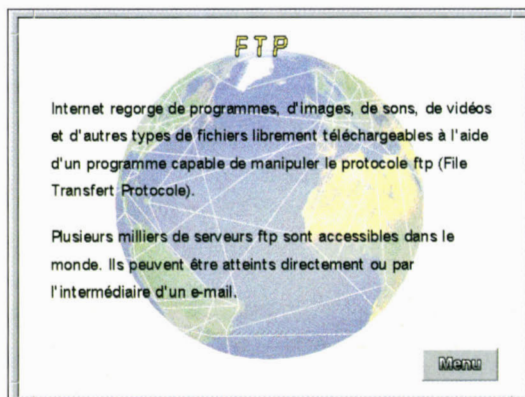 FTP
Internet regorge de programmes, d'images, de sons, de vidéos
et d'autres types de fichiers librement téléchargeables à l'aide
d'un programme capable de manipuler le protocole ftp (File
Transfert Protocole).
Plusieurs milliers de serveurs ftp sont accessibles dans le
monde. Ils peuvent être atteints directement ou par
l'intermédiaire d'un e-mail.
Menu